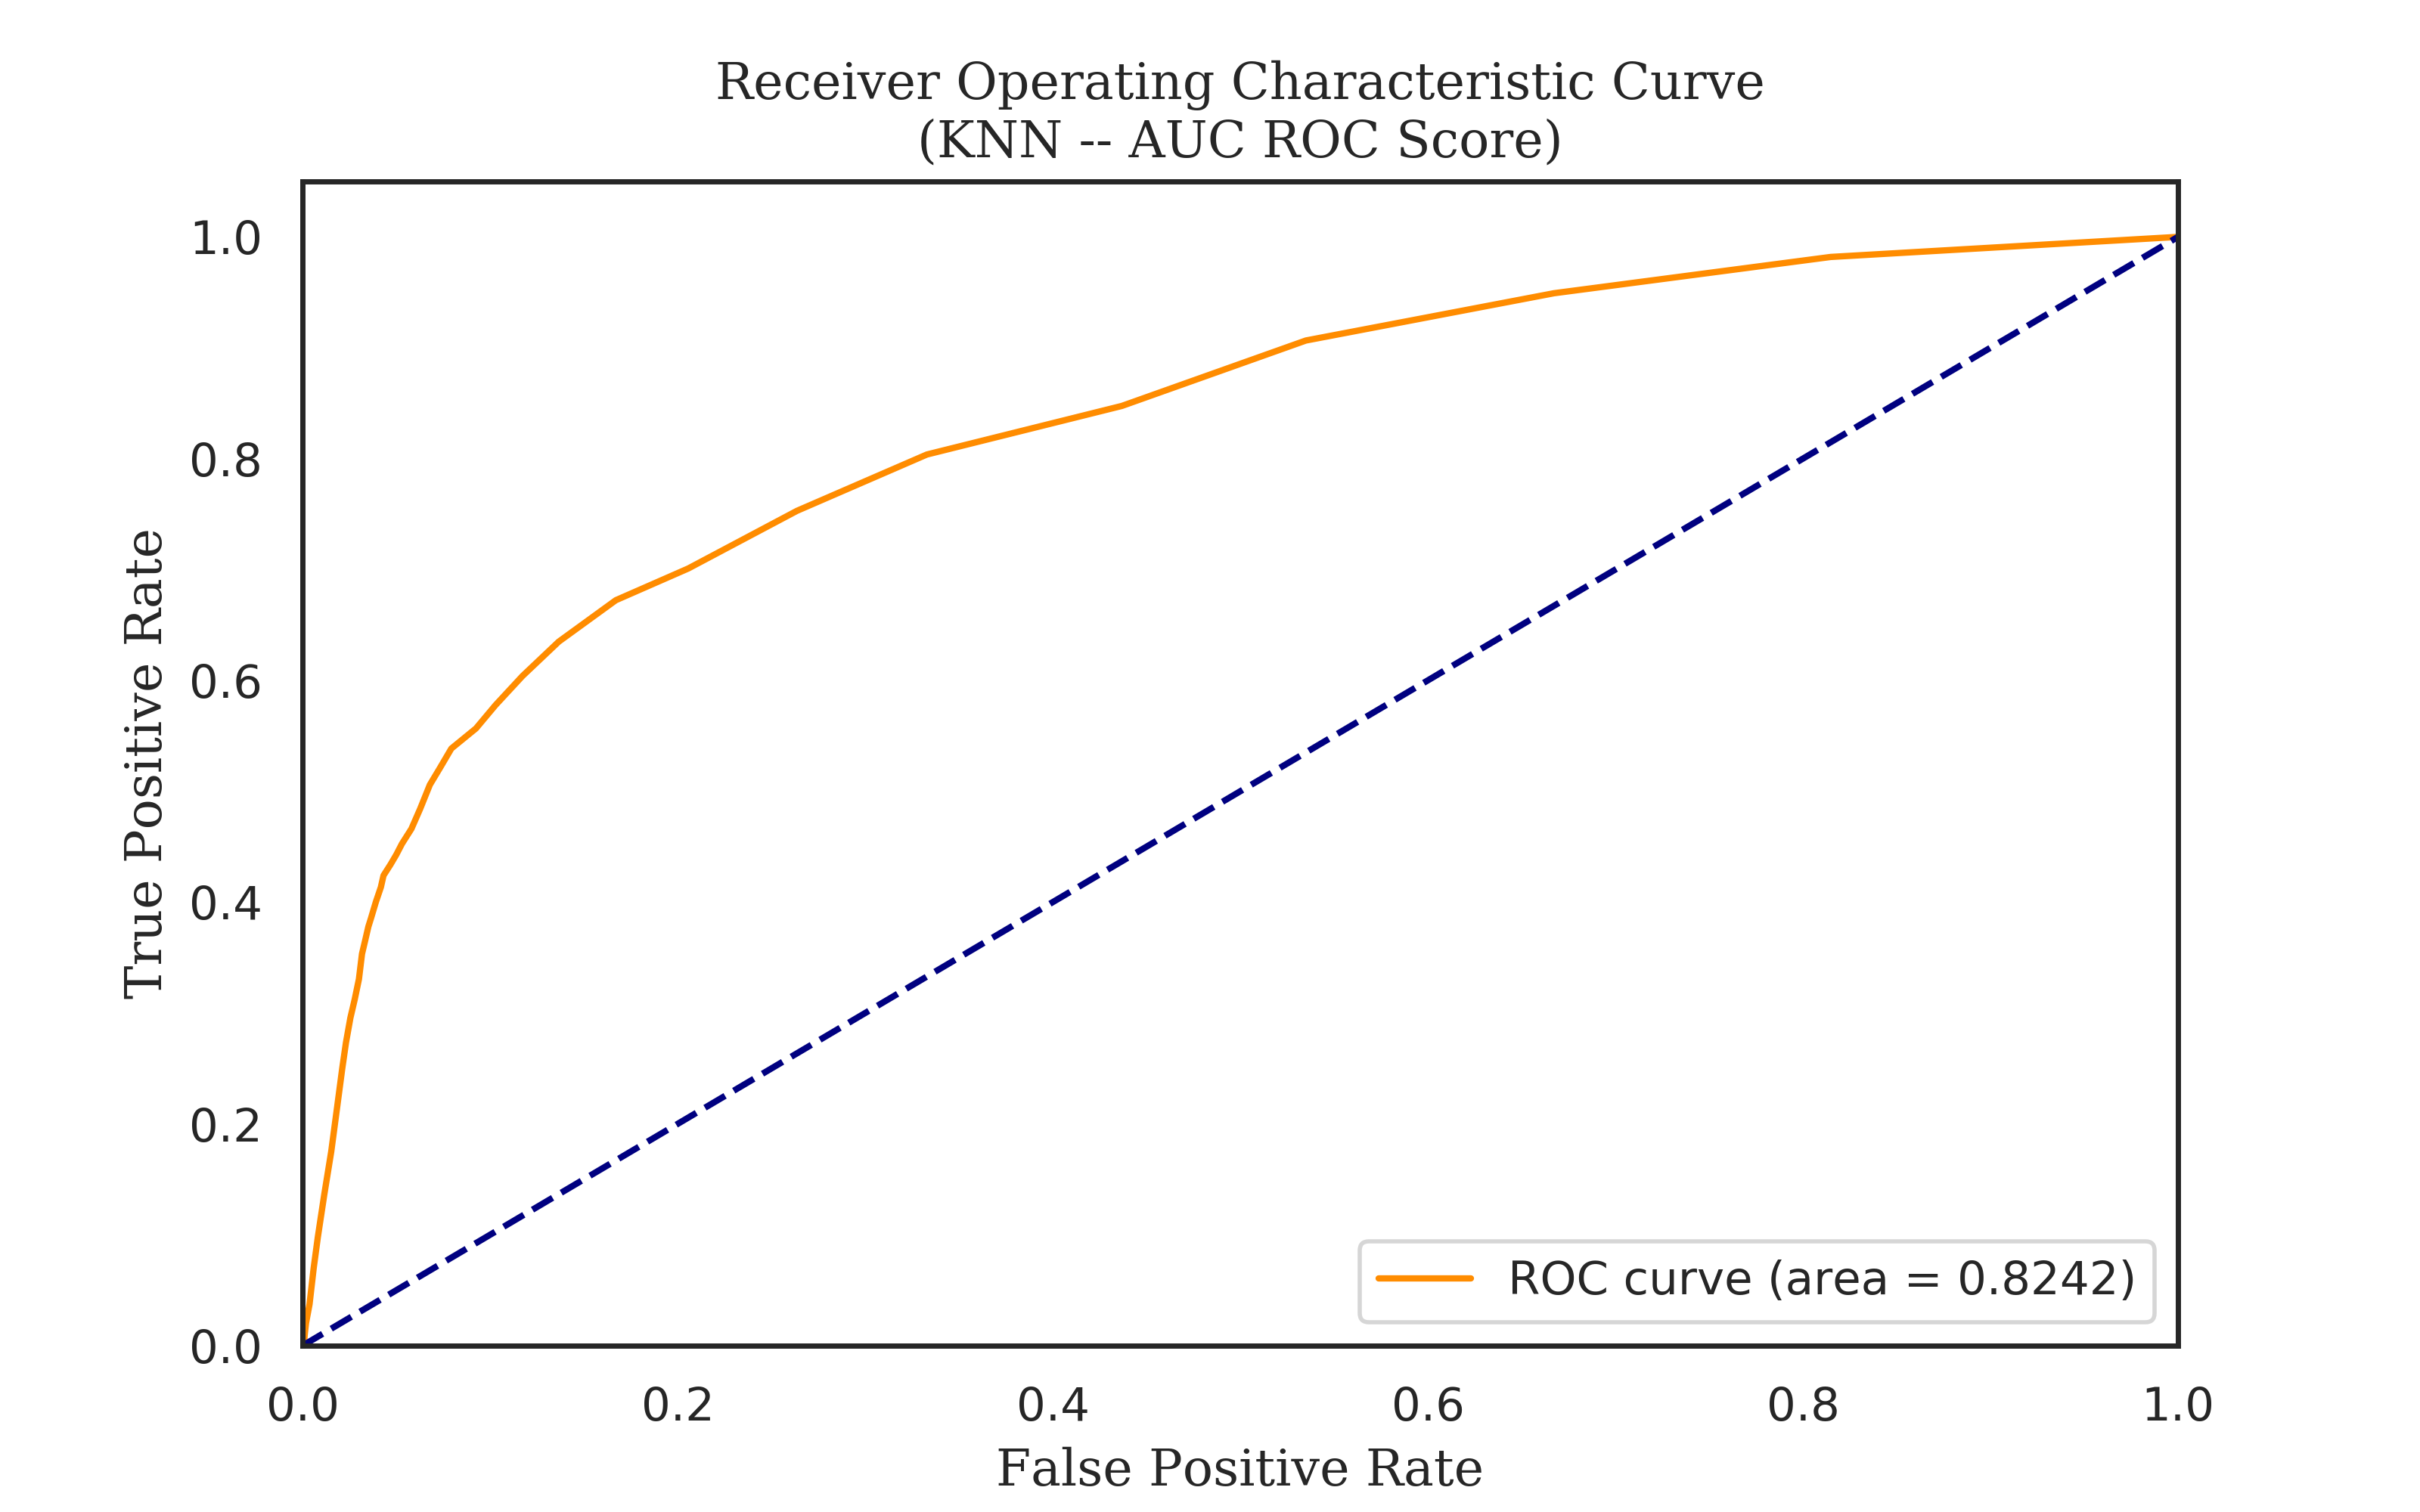 Receiver Operating Characteristic Curve
(KNN -- AUC ROC Score)
1.0
0.8
0.6
0.4
0.2
0.0
True Positive Rate
ROC curve (area = 0.8242)
0.0 0.2 0.4 0.6 0.8 1.0
False Positive Rate